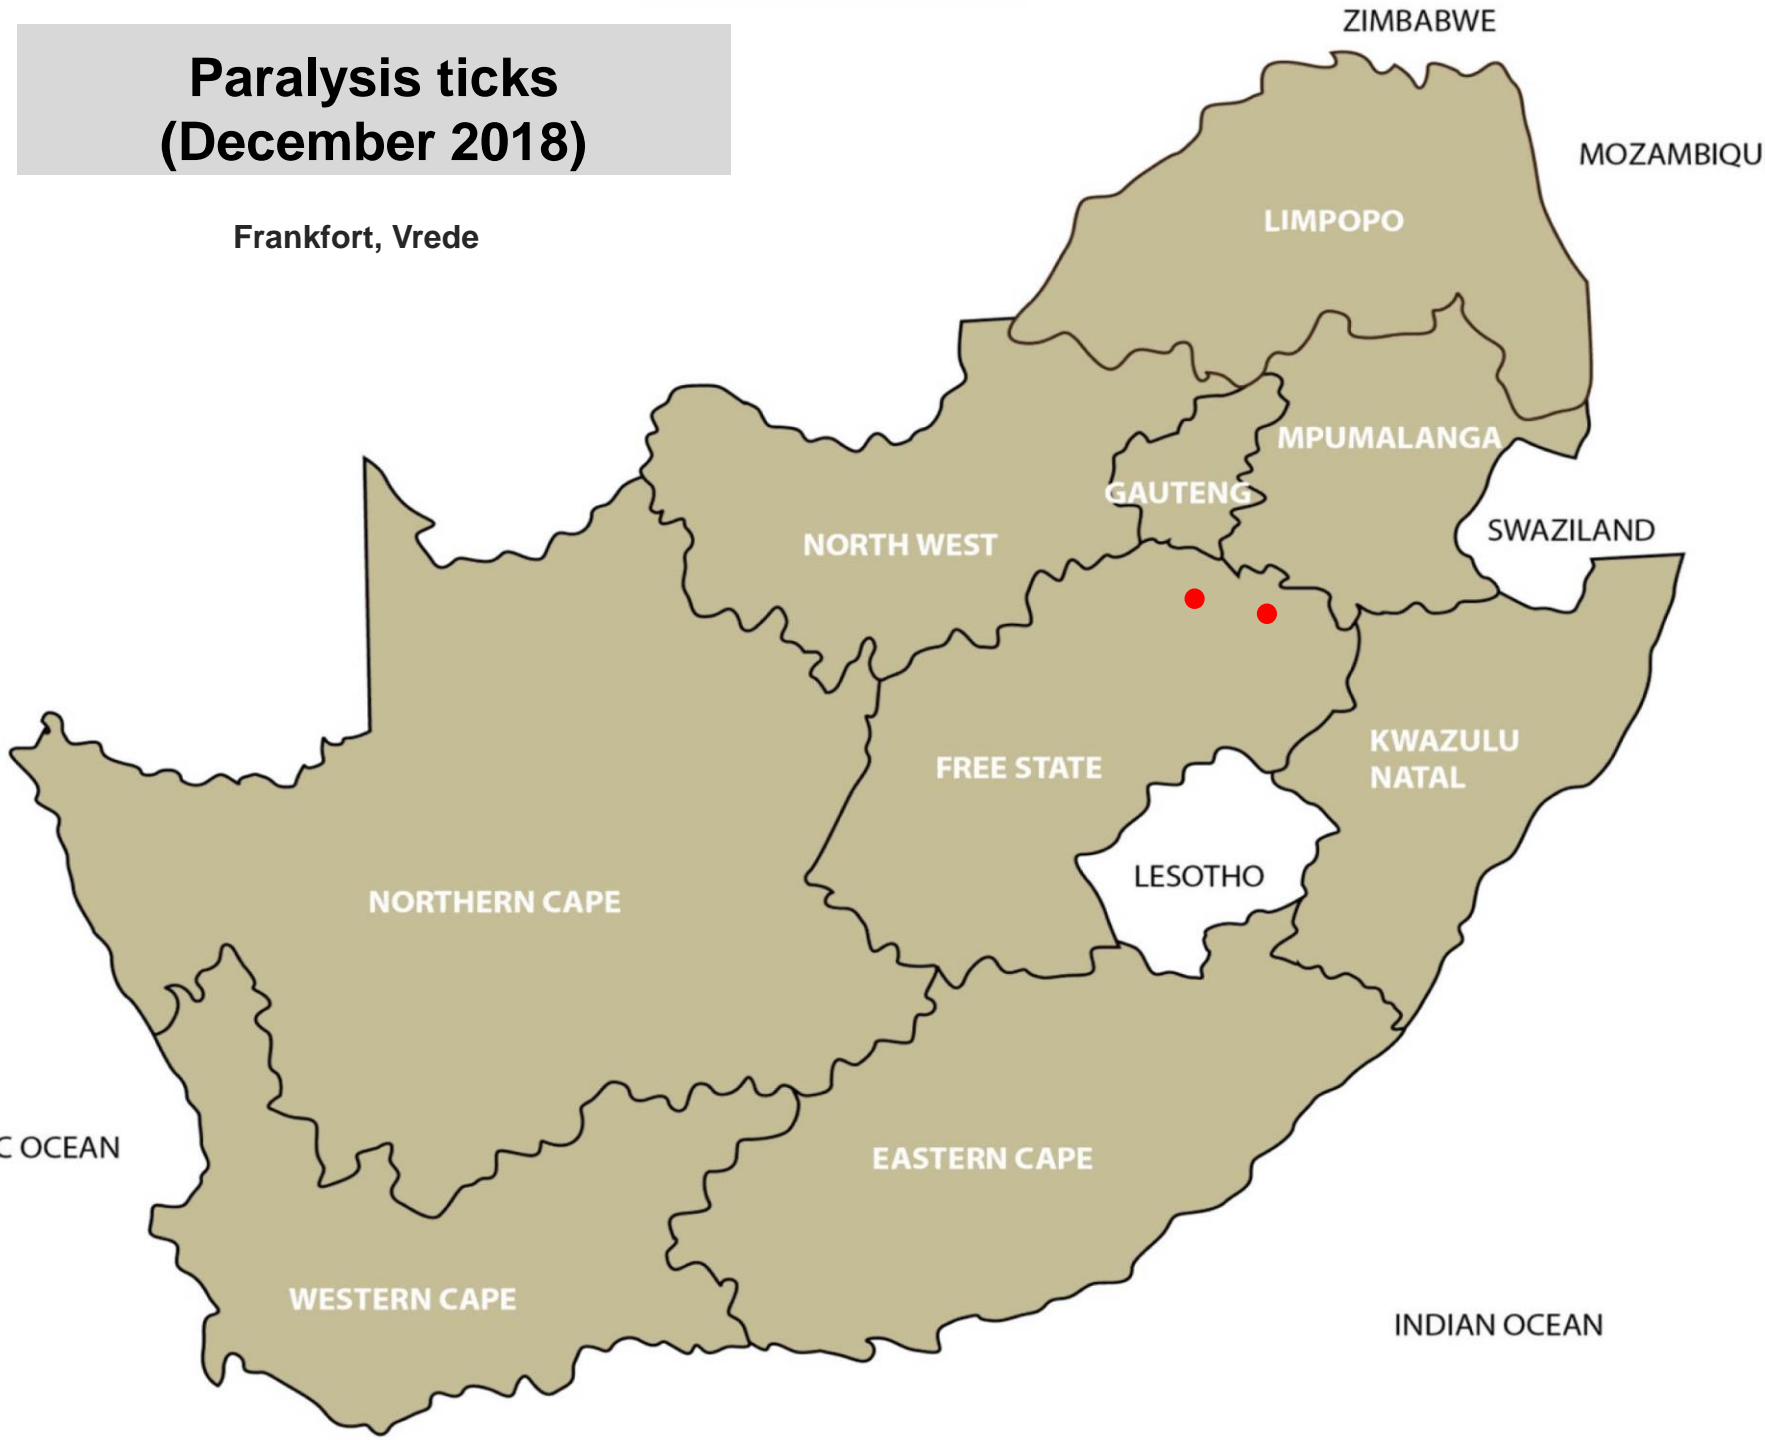 Paralysis ticks
(December 2018)
Frankfort, Vrede
ZIMBABWE
MOZAMBIQU
LIMPOPO
MPUMALANGA
GAUTENG
SWAZILAND
NORTH WEST
KWAZULU
NATAL
FREE STATE
LESOTHO
NORTHERN CAPE
C OCEAN
EASTERN CAPE
WESTERN CAPE
INDIAN OCEAN